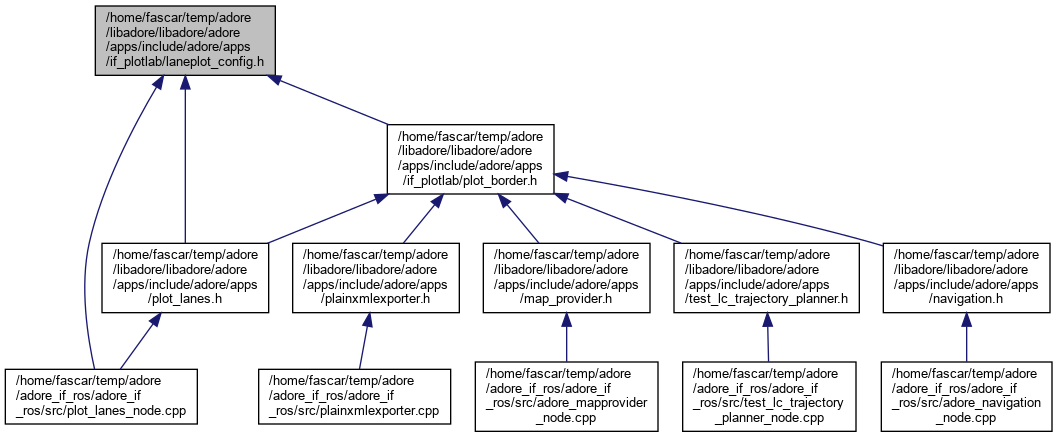 /home/fascar/temp/adore
/libadore/libadore/adore
/apps/include/adore/apps
/if_plotlab/laneplot_config.h
/home/fascar/temp/adore
/libadore/libadore/adore
/apps/include/adore/apps
/if_plotlab/plot_border.h
/home/fascar/temp/adore
/libadore/libadore/adore
/apps/include/adore/apps
/plot_lanes.h
/home/fascar/temp/adore
/libadore/libadore/adore
/apps/include/adore/apps
/plainxmlexporter.h
/home/fascar/temp/adore
/libadore/libadore/adore
/apps/include/adore/apps
/map_provider.h
/home/fascar/temp/adore
/libadore/libadore/adore
/apps/include/adore/apps
/test_lc_trajectory_planner.h
/home/fascar/temp/adore
/libadore/libadore/adore
/apps/include/adore/apps
/navigation.h
/home/fascar/temp/adore
/adore_if_ros/adore_if
_ros/src/plot_lanes_node.cpp
/home/fascar/temp/adore
/adore_if_ros/adore_if
_ros/src/plainxmlexporter.cpp
/home/fascar/temp/adore
/adore_if_ros/adore_if
_ros/src/adore_mapprovider
_node.cpp
/home/fascar/temp/adore
/adore_if_ros/adore_if
_ros/src/test_lc_trajectory
_planner_node.cpp
/home/fascar/temp/adore
/adore_if_ros/adore_if
_ros/src/adore_navigation
_node.cpp